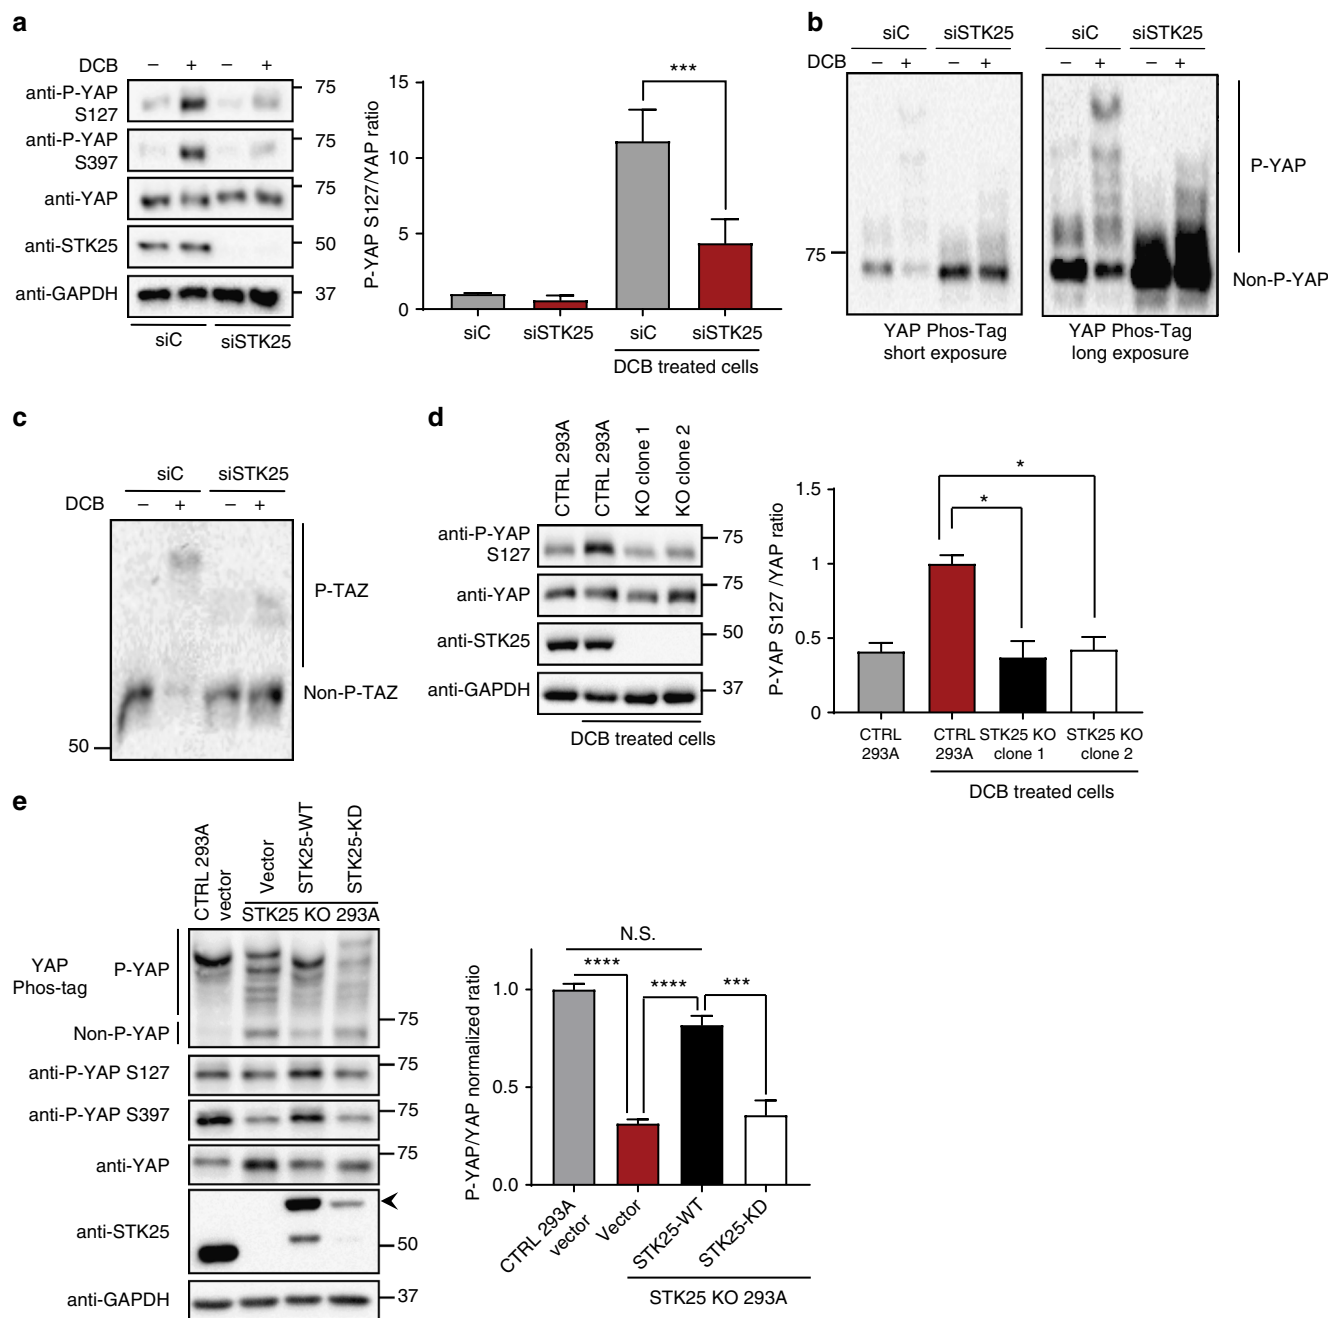 a
DCB − + − +
anti-P-YAP
S127
75
anti-P-YAP
S397
75
anti-YAP
75
anti-STK25
50
anti-GAPDH
37
siC siSTK25
P-YAP S127/YAP ratio
15
10
5
0
***
siC siSTK25 siC siSTK25
DCB treated cells
b
siC siSTK25 siC siSTK25
DCB − + − + − + − +
75
P-YAP
Non-P-YAP
YAP Phos-Tag
short exposure
YAP Phos-Tag
long exposure
c
siC siSTK25
DCB − + − +
P-TAZ
Non-P-TAZ
50
d
CTRL 293A
CTRL 293A
KO clone 1
KO clone 2
anti-P-YAP
S127
75
anti-YAP
75
anti-STK25
50
anti-GAPDH
37
DCB treated cells
P-YAP S127 /YAP ratio
1.5
1
0.5
0
*
*
CTRL
293A
CTRL
293A
STK25 KO
clone 1
STK25 KO
clone 2
DCB treated cells
e
CTRL 293A
vector
Vector
STK25-WT
STK25-KD
STK25 KO 293A
YAP
Phos-tag
P-YAP
Non-P-YAP
75
anti-P-YAP S127
75
anti-P-YAP S397
75
anti-YAP
75
anti-STK25
50
anti-GAPDH
37
P-YAP/YAP normalized ratio
1.0
0.5
0.0
N.S.
****
****
***
CTRL 293A
vector
Vector
STK25-WT
STK25-KD
STK25 KO 293A